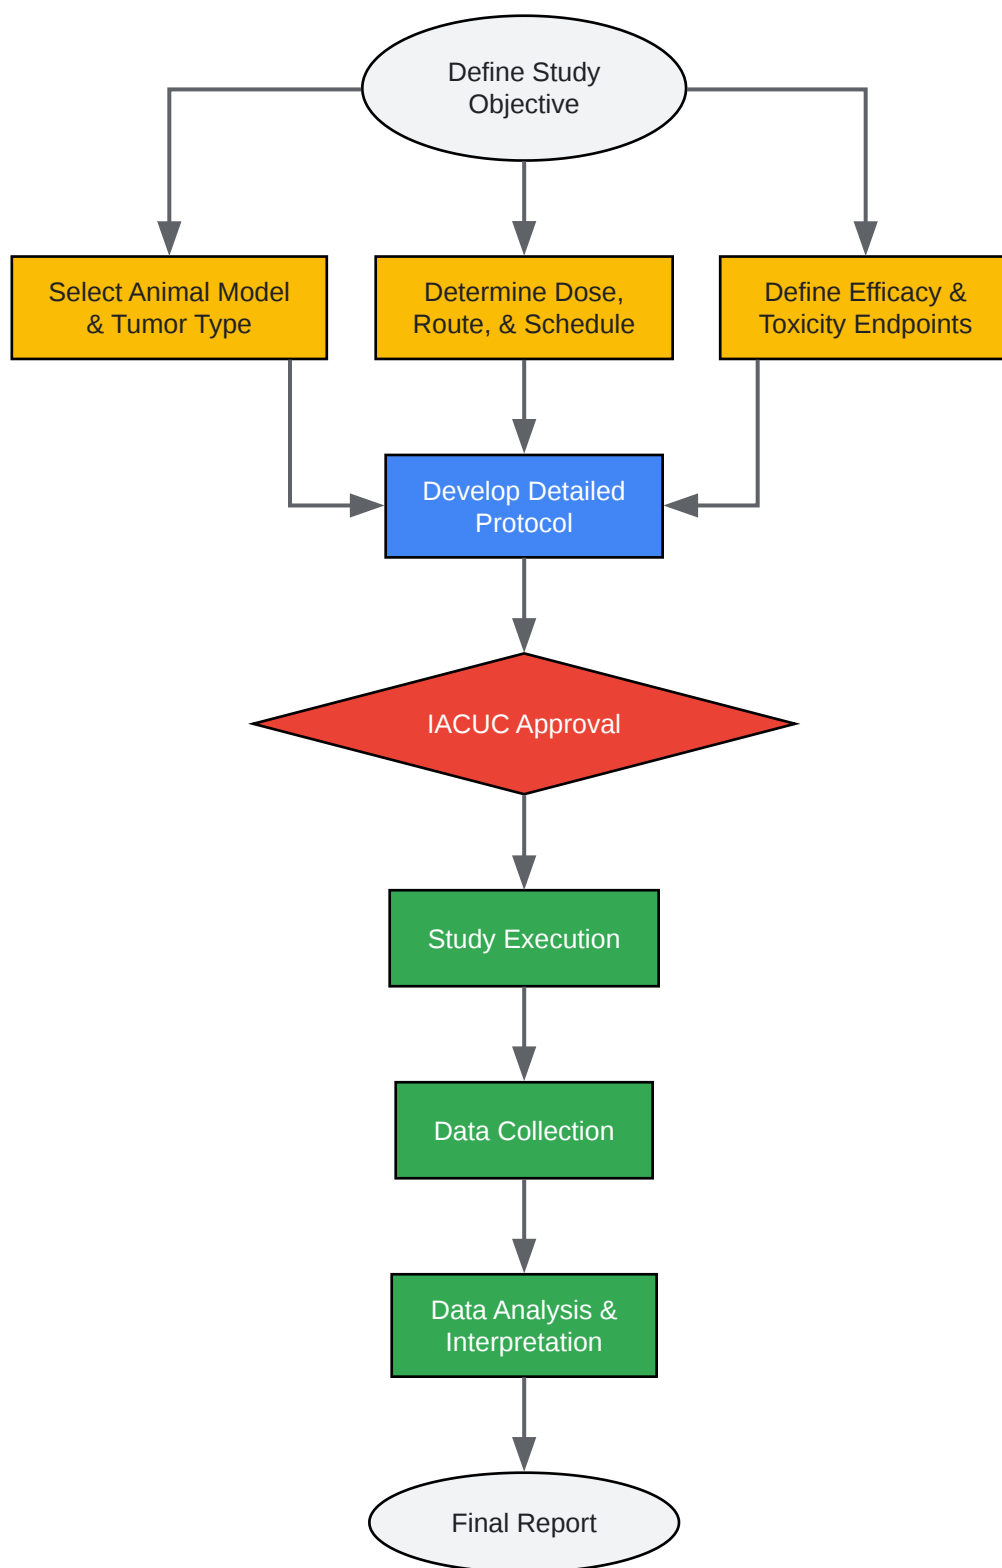 Define Study
Objective
Select Animal Model
& Tumor Type
Determine Dose,
Route, & Schedule
Define Efficacy &
Toxicity Endpoints
Develop Detailed
Protocol
IACUC Approval
Study Execution
Data Collection
Data Analysis &
Interpretation
Final Report